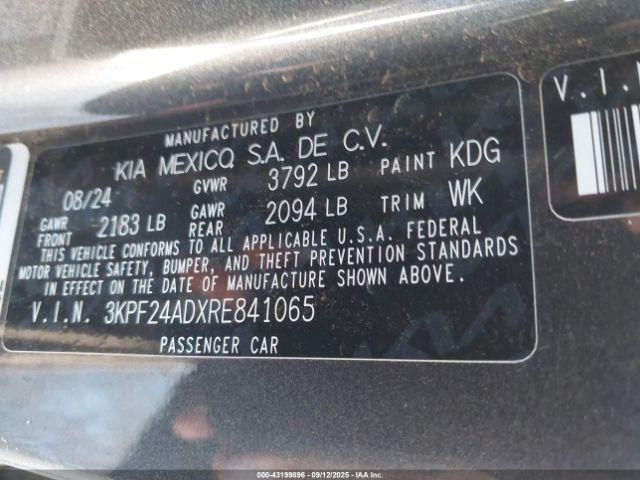 MANUFACTURED BY
KIA MEXICO S.A. DE C.V.
08/24 GVWR 3792 LB PAINT KDG
GAWR FRONT 2183 LB GAWR REAR 2094 LB TRIM WK
THIS VEHICLE CONFORMS TO ALL APPLICABLE U.S.A. FEDERAL
MOTOR VEHICLE SAFETY, BUMPER, AND THEFT PREVENTION STANDARDS
IN EFFECT ON THE DATE OF MANUFACTURE SHOWN ABOVE.
V.I.N. 3KPF24ADXRE841065
PASSENGER CAR
V.I.N
000-43199896 - 09/12/2025 - IAA Inc.